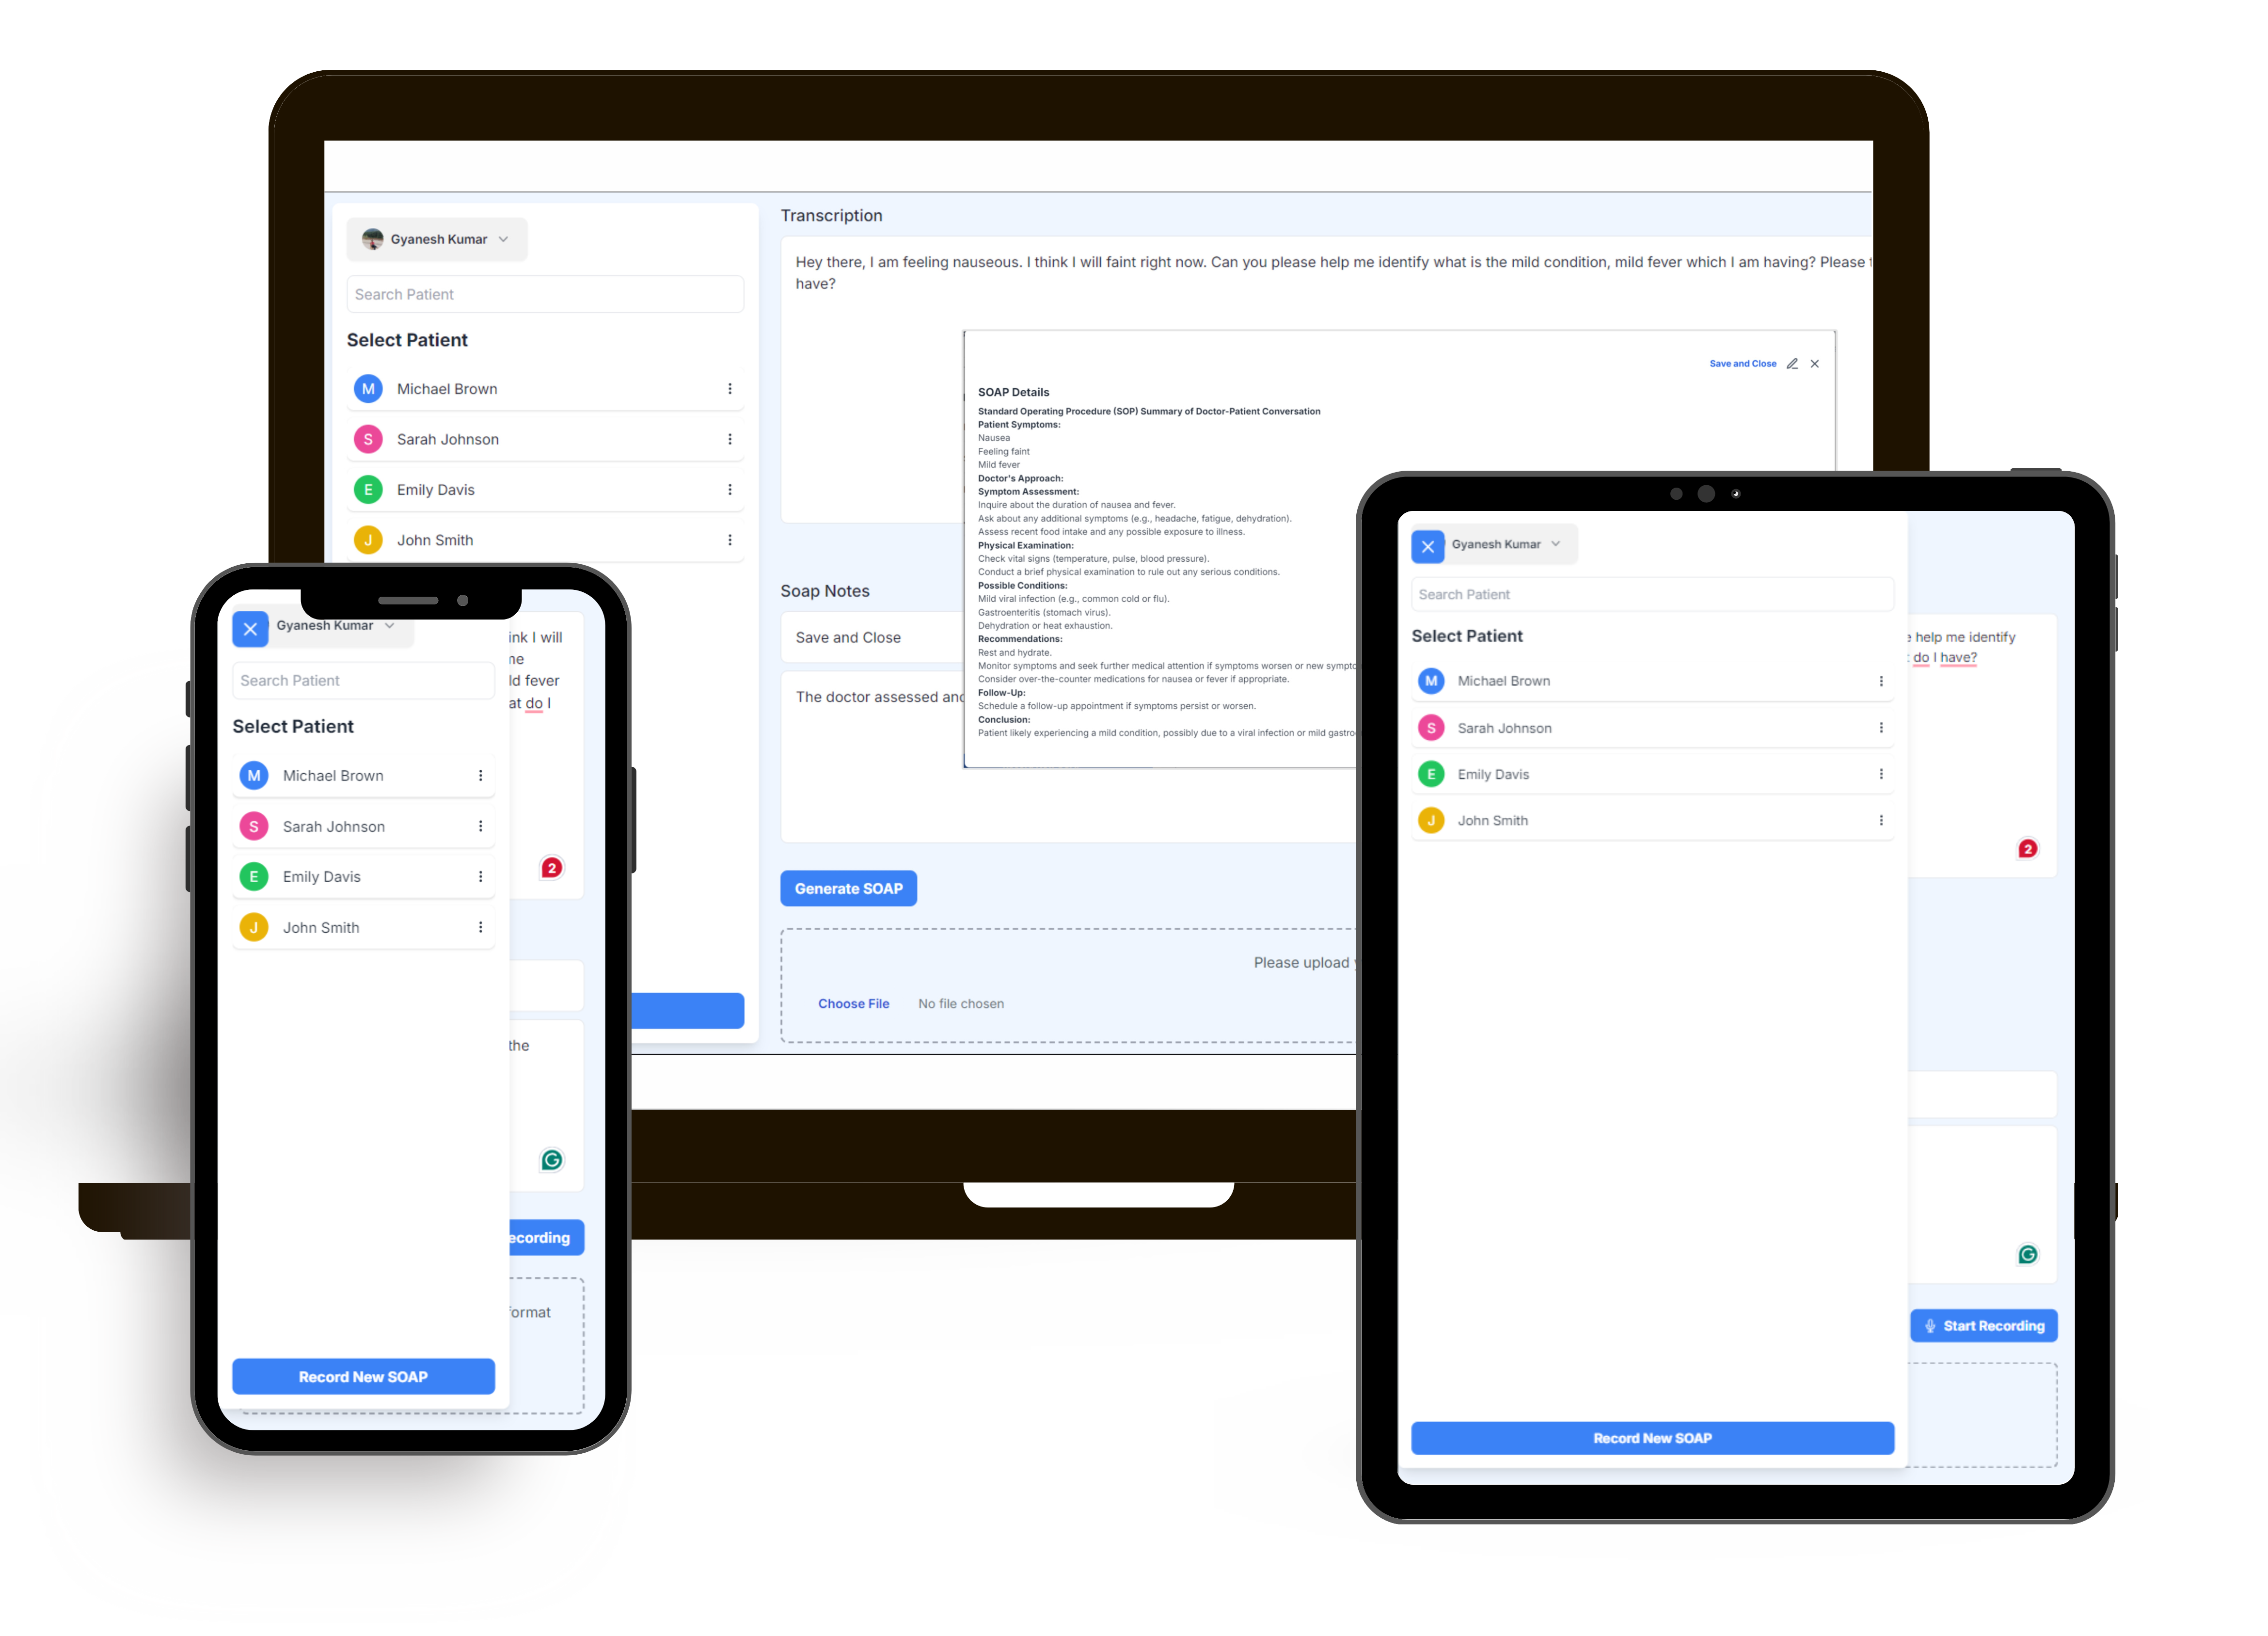 Gyanesh Kumar
Search Patient
Select Patient
M Michael Brown
S Sarah Johnson
E Emily Davis
J John Smith
Transcription
Hey there, I am feeling nauseous. I think I will faint right now. Can you please help me identify what is the mild condition, mild fever which I am having? Please
have?
Soap Notes
Save and Close
The doctor assessed and
Generate SOAP
Please upload
Choose File No file chosen
Save and Close
SOAP Details
Standard Operating Procedure (SOP) Summary of Doctor-Patient Conversation
Patient Symptoms:
Nausea
Feeling faint
Mild fever
Doctor's Approach:
Symptom Assessment:
Inquire about the duration of nausea and fever.
Ask about any additional symptoms (e.g., headache, fatigue, dehydration).
Assess recent food intake and any possible exposure to illness.
Physical Examination:
Check vital signs (temperature, pulse, blood pressure).
Conduct a brief physical examination to rule out any serious conditions.
Possible Conditions:
Mild viral infection (e.g., common cold or flu).
Gastroenteritis (stomach virus).
Dehydration or heat exhaustion.
Recommendations:
Rest and hydrate.
Monitor symptoms and seek further medical attention if symptoms worsen or new sympto
Consider over-the-counter medications for nausea or fever if appropriate.
Follow-Up:
Schedule a follow-up appointment if symptoms persist or worsen.
Conclusion:
Patient likely experiencing a mild condition, possibly due to a viral infection or mild gastro
Gyanesh Kumar
Search Patient
Select Patient
M Michael Brown
S Sarah Johnson
E Emily Davis
J John Smith
Record New SOAP
ink I will
ne
ld fever
at do I
2
the
G
ecording
format
Gyanesh Kumar
Search Patient
Select Patient
M Michael Brown
S Sarah Johnson
E Emily Davis
J John Smith
Record New SOAP
e help me identify
do I have?
2
G
Start Recording